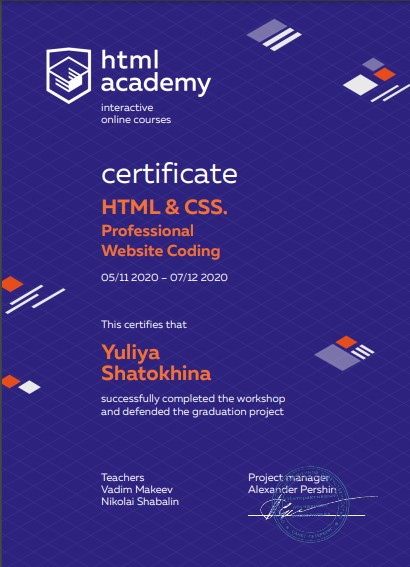 html
academy
interactive
online courses
certificate
HTML & CSS.
Professional
Website Coding
05/11 2020 – 07/12 2020
This certifies that
Yuliya
Shatokhina
successfully completed the workshop
and defended the graduation project
Teachers
Vadim Makeev
Nikolai Shabalin
Project manager
Alexander Pershin